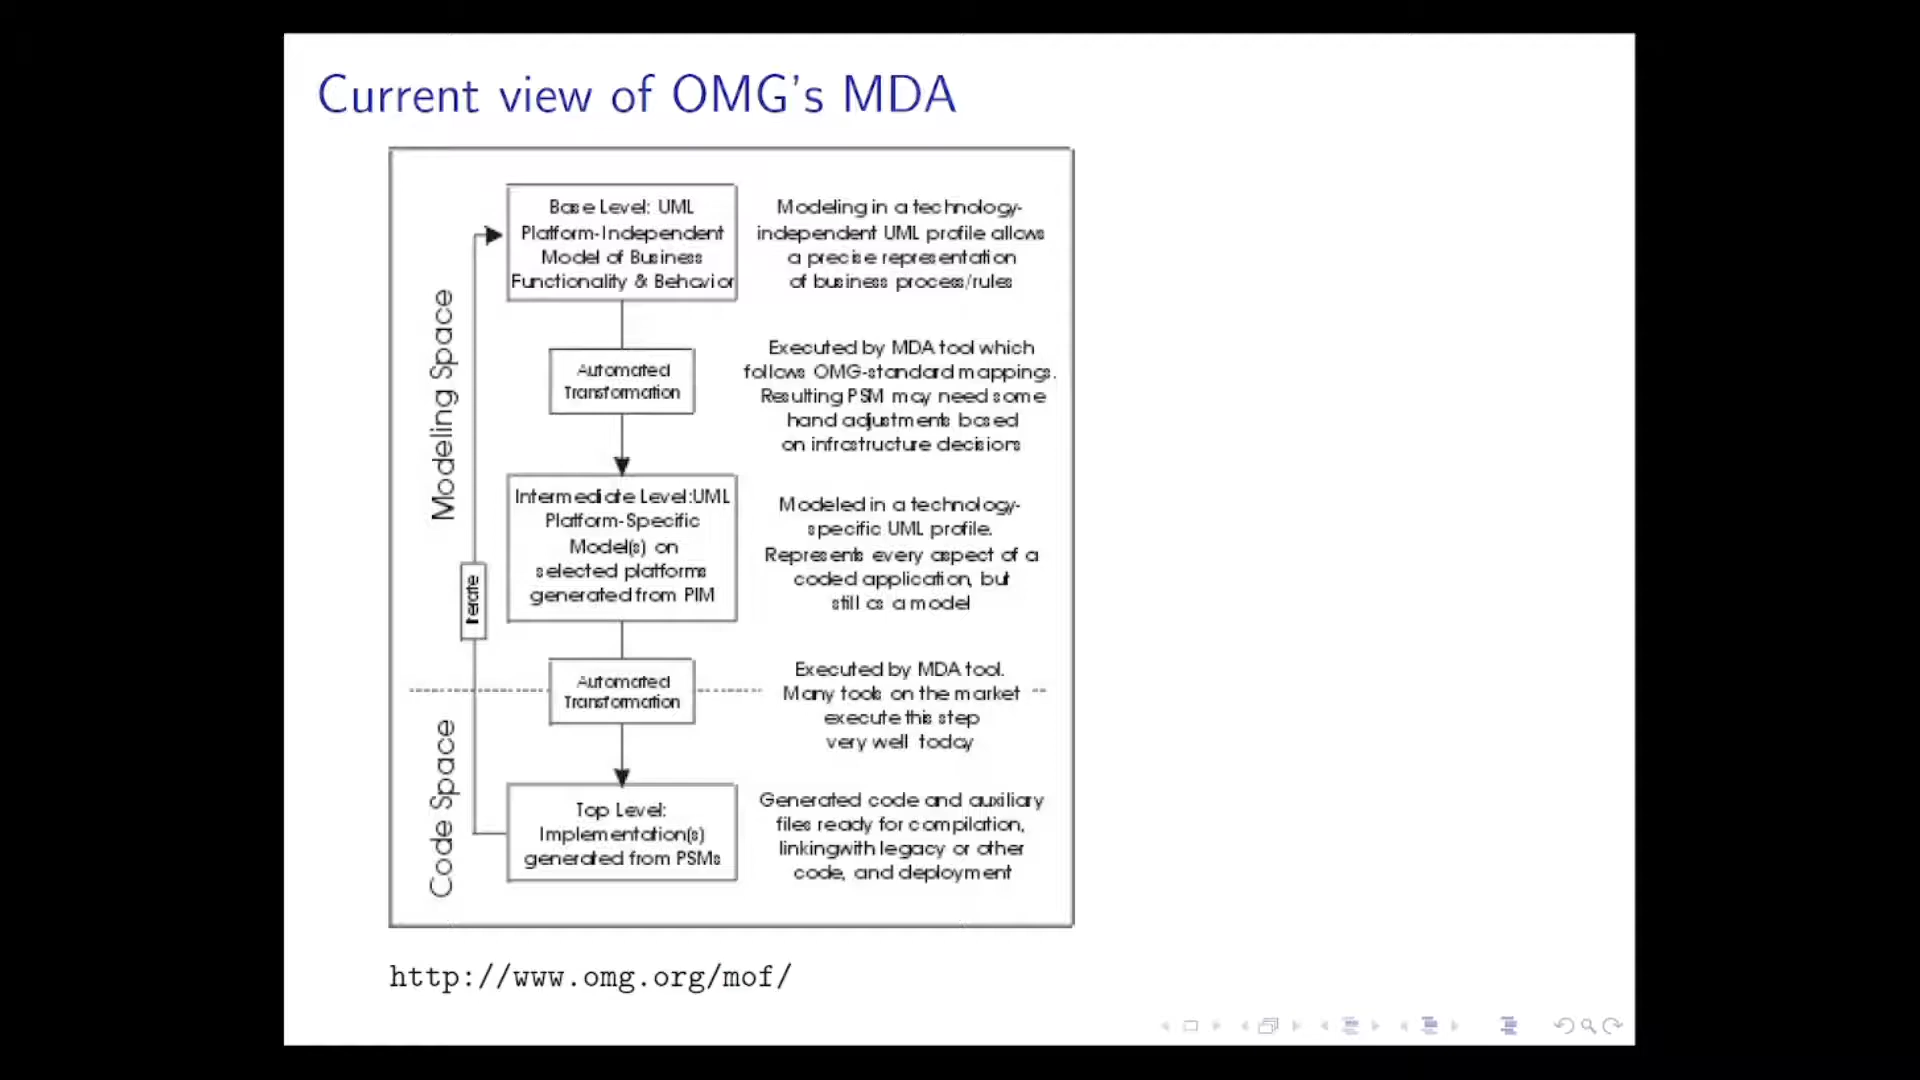 Current view of OMG's MDA
Base Level: UML
Platform-Independent
Model of Business
Functionality & Behavior
Modeling in a technology-
independent UML profile allows
a precise representation
of business process/rules
Modeling Space
Automated
Transformation
Executed by MDA tool which
follows OMG-standard mappings.
Resulting PSM may need some
hand adjustments based
on infrastructure decisions
Intermediate Level:UML
Platform-Specific
Model(s) on
selected platforms
generated from PIM
Modeled in a technology-
specific UML profile.
Represents every aspect of a
coded application, but
still as a model
Iterate
Automated
Transformation
Executed by MDA tool.
Many tools on the market
execute this step
very well today
Code Space
Top Level:
Implementation(s)
generated from PSMs
Generated code and auxiliary
files ready for compilation,
linkingwith legacy or other
code, and deployment
http://www.omg.org/mof/